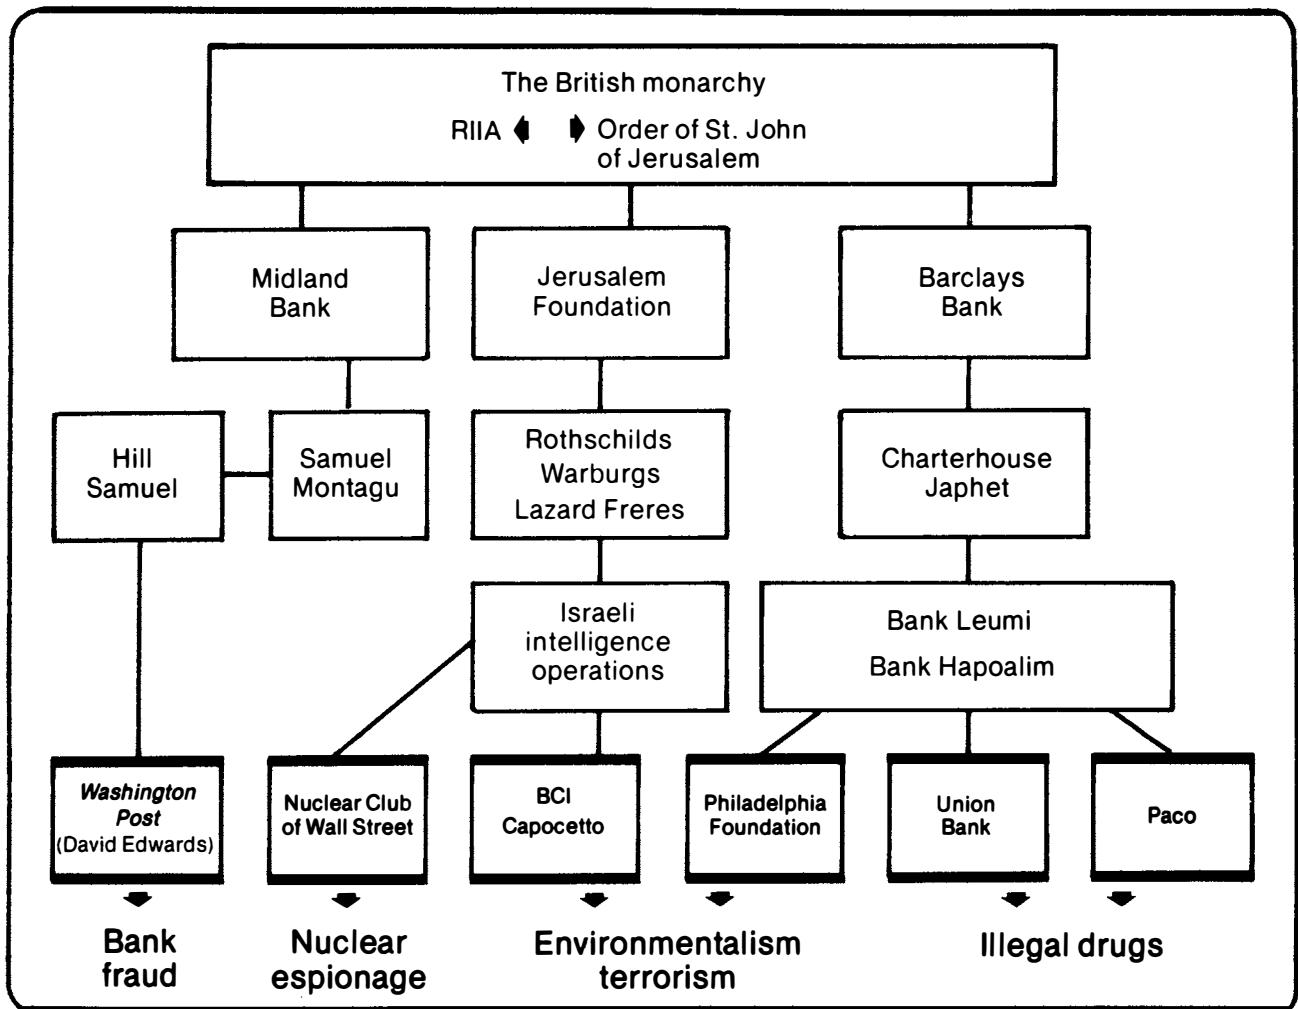 The British monarchy
RIIA Order of St. John
of Jerusalem
Midland
Bank
Jerusalem
Foundation
Barclays
Bank
Hill
Samuel
Samuel
Montagu
Rothschilds
Warburgs
Lazard Freres
Charterhouse
Japhet
Israeli
intelligence
operations
Bank Leumi
Bank Hapoalim
Washington
Post
(David Edwards)
Nuclear Club
of Wall Street
BCI
Capocetto
Philadelphia
Foundation
Union
Bank
Paco
Bank
fraud
Nuclear
espionage
Environmentalism
terrorism
Illegal drugs